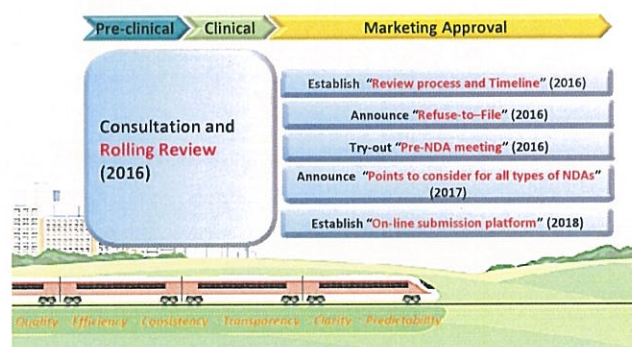 Pre-clinical
Clinical
Marketing Approval
Consultation and
Rolling Review
(2016)
Establish “Review process and Timeline” (2016)
Announce “Refuse-to–File” (2016)
Try-out “Pre-NDA meeting” (2016)
Announce “Points to consider for all types of NDAs”
(2017)
Establish “On-line submission platform” (2018)
Quality Efficiency Consistency Transparency Clarity Predictability